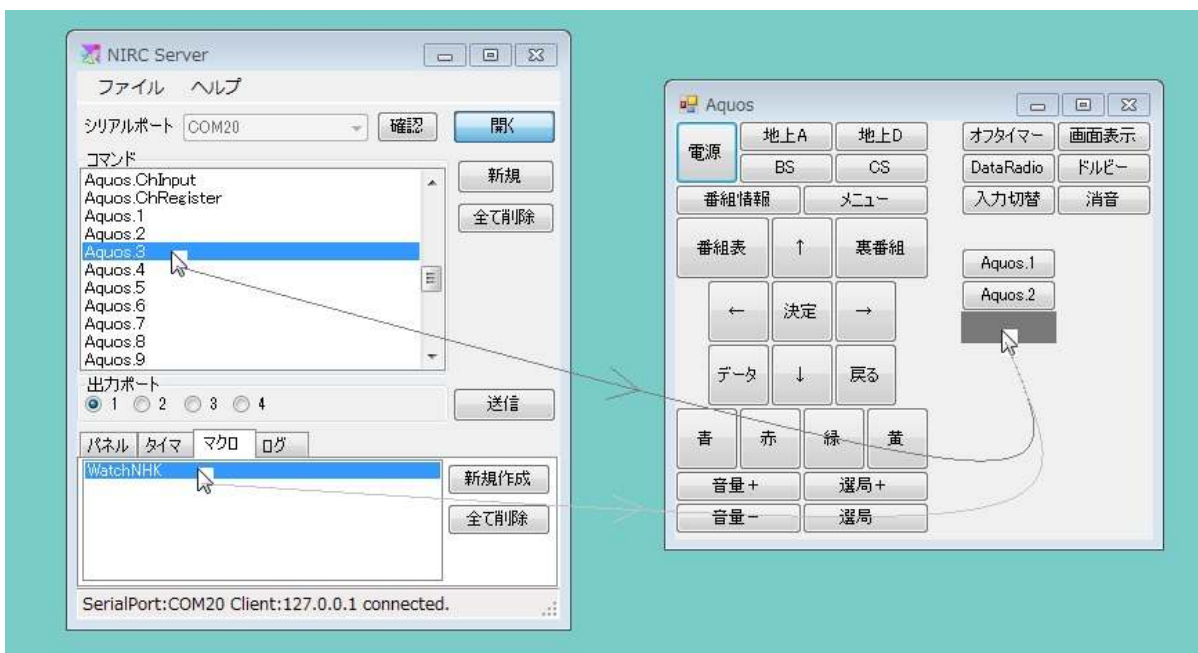 NIRC Server
ファイル ヘルプ
シリアルポート COM20 確認 開く
コマンド
Aquos.ChInput
Aquos.ChRegister
Aquos.1
Aquos.2
Aquos.3
Aquos.4
Aquos.5
Aquos.6
Aquos.7
Aquos.8
Aquos.9
新規
全て削除
出力ポート
1 2 3 4
送信
パネル タイマ マクロ ログ
WatchNHK
新規作成
全て削除
SerialPort:COM20 Client:127.0.0.1 connected.
Aquos
電源 地上A 地上D
BS CS
番組情報 メニュー
番組表 ↑ 裏番組
← 決定 →
データ ↓ 戻る
青 赤 緑 黄
音量+ 選局+
音量- 選局
オフタイマー 画面表示
DataRadio ドルビー
入力切替 消音
Aquos.1
Aquos.2